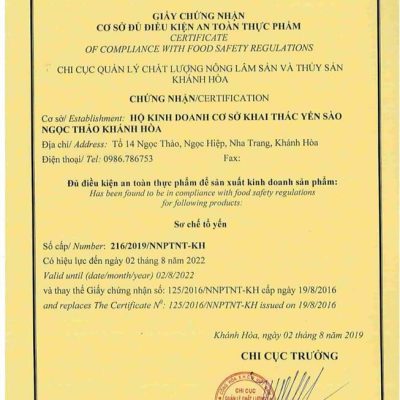 GIẤY CHỨNG NHẬN
CƠ SỞ ĐỦ ĐIỀU KIỆN AN TOÀN THỰC PHẨM
CERTIFICATE
OF COMPLIANCE WITH FOOD SAFETY REGULATIONS
CHI CỤC QUẢN LÝ CHẤT LƯỢNG NÔNG LÂM SẢN VÀ THỦY SẢN
KHÁNH HÒA
CHỨNG NHẬN/CERTIFICATION
Cơ sở/ Establishment: HỘ KINH DOANH CƠ SỞ KHAI THÁC YẾN SÀO
NGỌC THẢO KHÁNH HÒA
Địa chỉ/ Address: Tổ 14 Ngọc Thảo, Ngọc Hiệp, Nha Trang, Khánh Hòa
Điện thoại/ Tel: 0986.786753 Fax:
Đủ điều kiện an toàn thực phẩm để sản xuất kinh doanh sản phẩm:
Has been found to be in compliance with food safety regulations
for following products:
Sơ chế tổ yến
Số cấp/ Number: 216/2019/NNPTNT-KH
Có hiệu lực đến ngày 02 tháng 8 năm 2022
Valid until (date/month/year) 02/8/2022
và thay thế Giấy chứng nhận số: 125/2016/NNPTNT-KH cấp ngày 19/8/2016
and replaces The Certificate Nº: 125/2016/NNPTNT-KH issued on 19/8/2016
Khánh Hòa, ngày 02 tháng 8 năm 2019
CHI CỤC TRƯỞNG
CHI CỤC
QUẢN LÝ CHẤT LƯỢNG